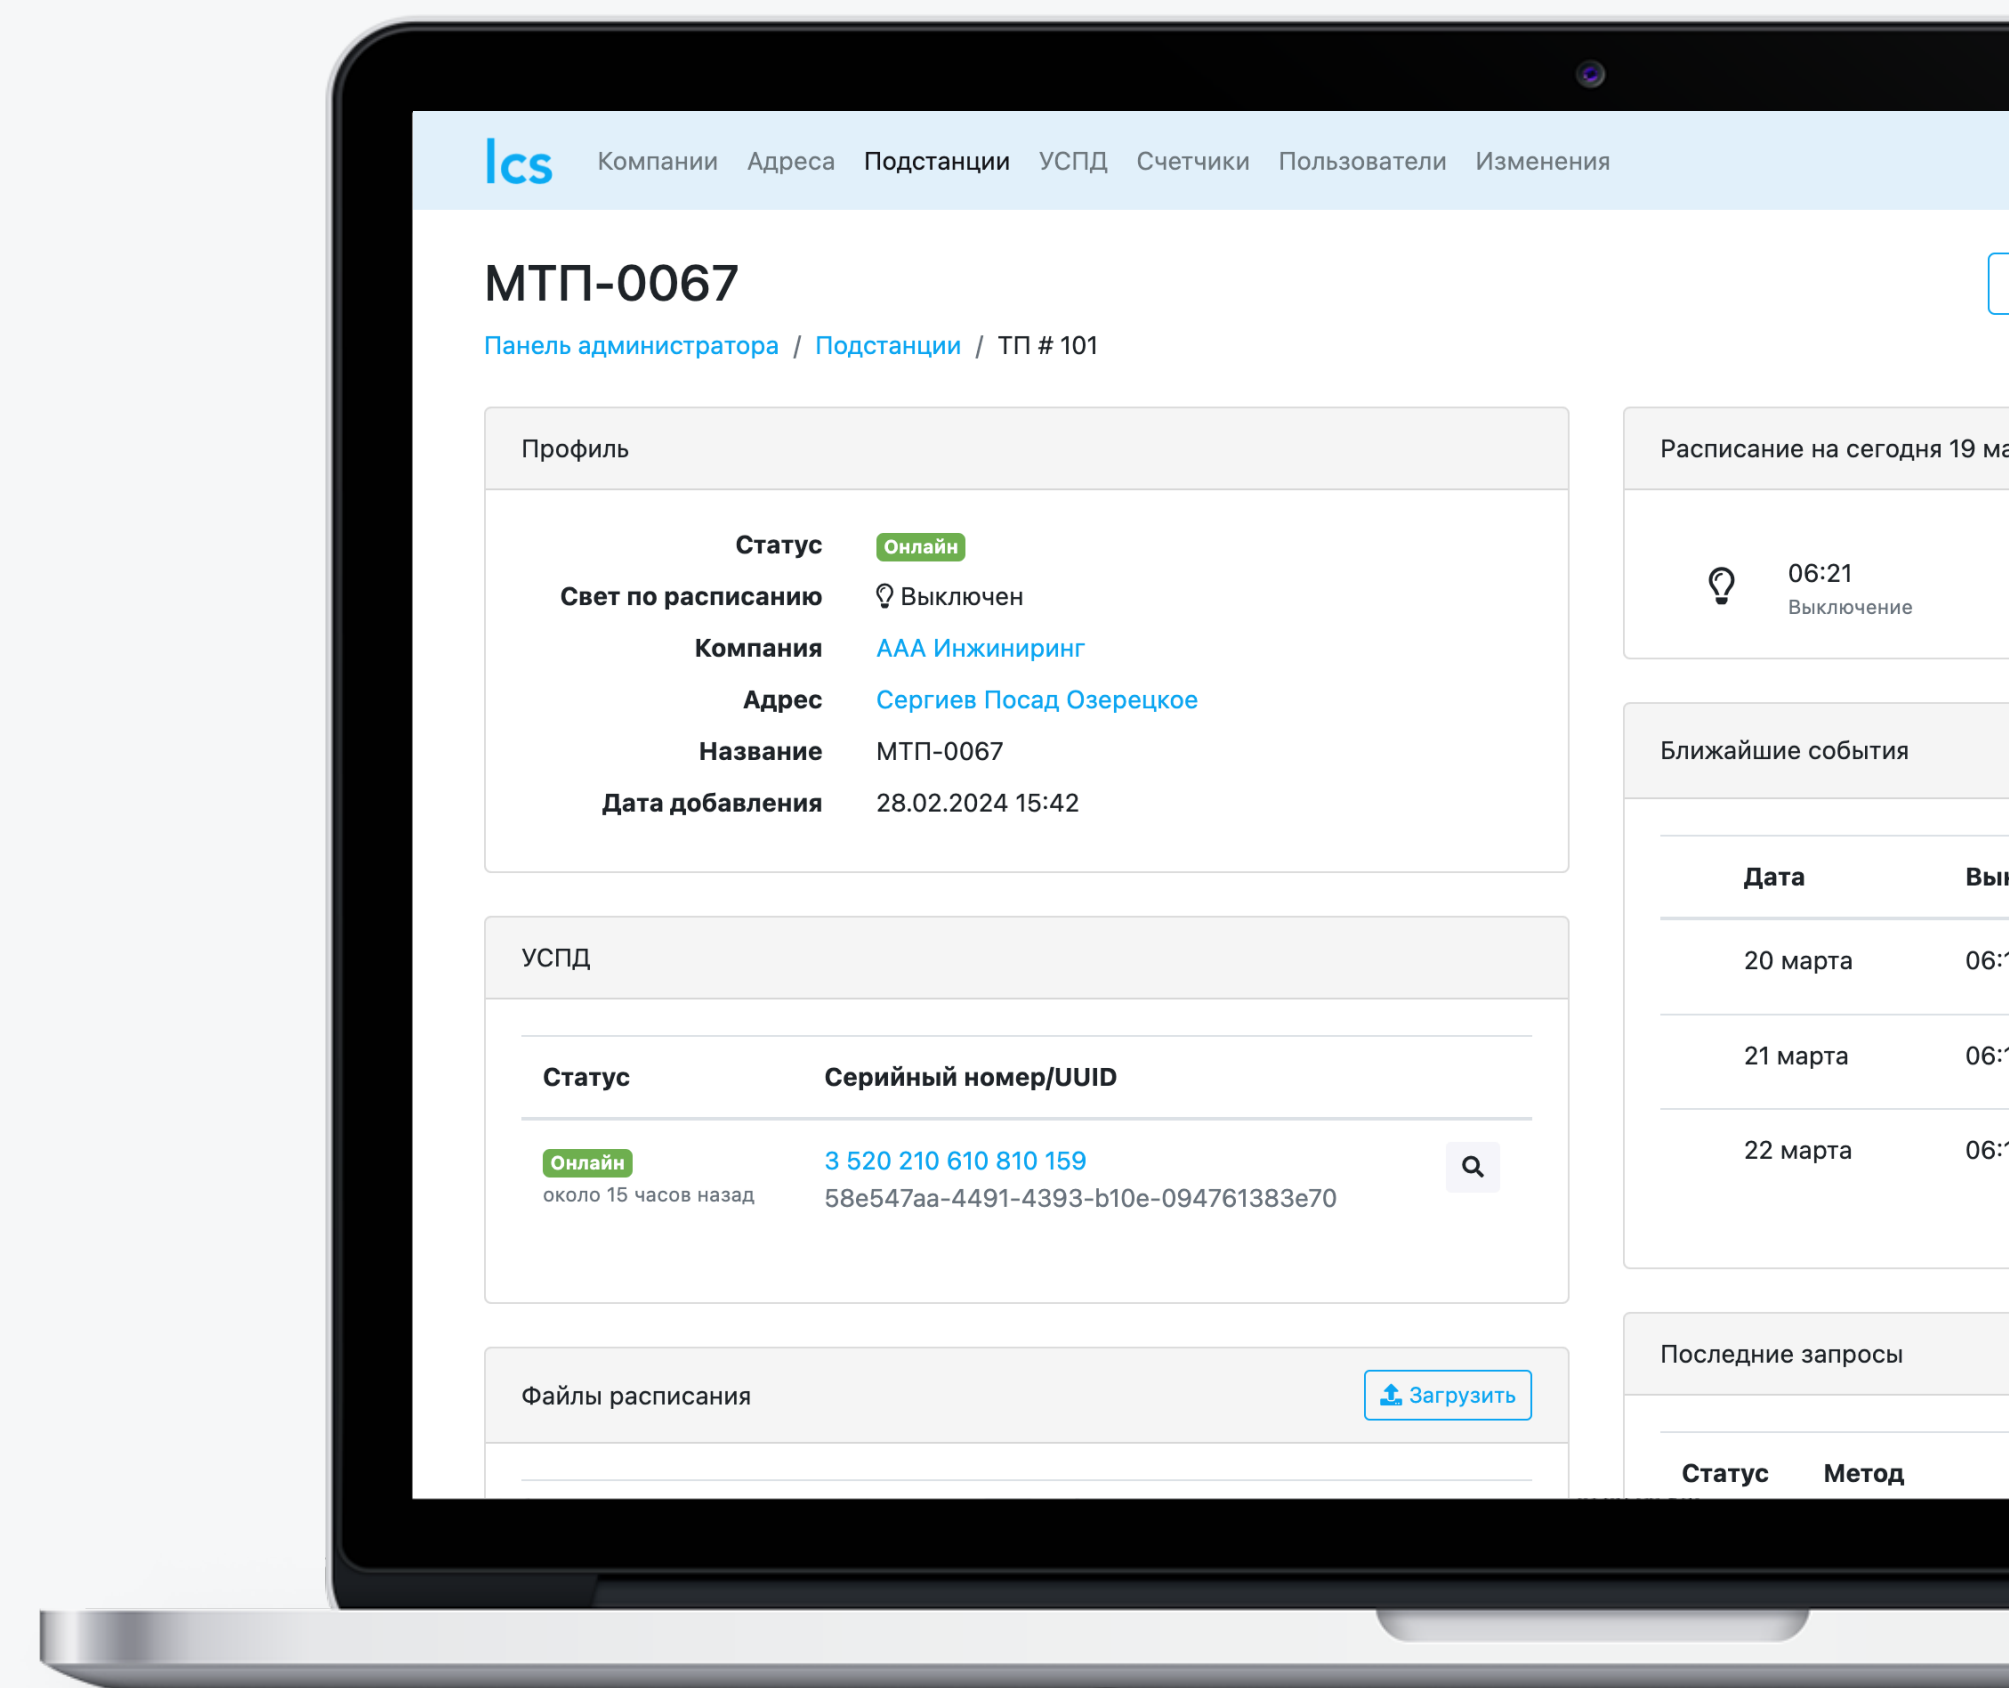 lcs Компании Адреса Подстанции УСПД Счетчики Пользователи Изменения
МТП-0067
Панель администратора / Подстанции / ТП # 101
Профиль
Статус Онлайн
Свет по расписанию Выключен
Компания ААА Инжиниринг
Адрес Сергиев Посад Озерецкое
Название МТП-0067
Дата добавления 28.02.2024 15:42
УСПД
Статус Серийный номер/UUID
Онлайн 3 520 210 610 810 159
около 15 часов назад 58e547aa-4491-4393-b10e-094761383e70
Файлы расписания Загрузить
Расписание на сегодня 19
06:21
Выключение
Ближайшие события
Дата
20 марта
21 марта
22 марта
Последние запросы
Статус Метод